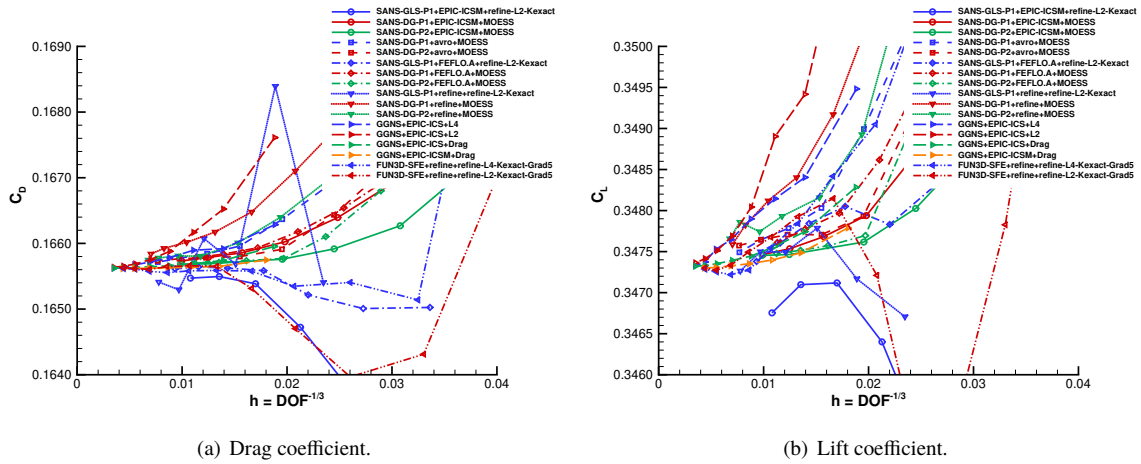 SANS-GLS-P1+EPIC-ICSM+refine-L2-Kexact
SANS-DG-P1+EPIC-ICSM+MOESS
SANS-DG-P2+EPIC-ICSM+MOESS
SANS-DG-P1+avro+MOESS
SANS-DG-P2+avro+MOESS
SANS-GLS-P1+FEFLO.A+refine-L2-Kexact
SANS-DG-P1+FEFLO.A+MOESS
SANS-DG-P2+FEFLO.A+MOESS
SANS-GLS-P1+refine+refine-L2-Kexact
SANS-DG-P1+refine+MOESS
SANS-DG-P2+refine+MOESS
GGNS+EPIC-ICS+L4
GGNS+EPIC-ICS+L2
GGNS+EPIC-ICS+Drag
GGNS+EPIC-ICSM+Drag
FUN3D-SFE+refine+refine-L4-Kexact-Grad5
FUN3D-SFE+refine+refine-L2-Kexact-Grad5
0.1690
0.1680
0.1670
0.1660
0.1650
0.1640
C_D
0 0.01 0.02 0.03 0.04
h = DOF^-1/3
(a) Drag coefficient.
SANS-GLS-P1+EPIC-ICSM+refine-L2-Kexact
SANS-DG-P1+EPIC-ICSM+MOESS
SANS-DG-P2+EPIC-ICSM+MOESS
SANS-DG-P1+avro+MOESS
SANS-DG-P2+avro+MOESS
SANS-GLS-P1+FEFLO.A+refine-L2-Kexact
SANS-DG-P1+FEFLO.A+MOESS
SANS-DG-P2+FEFLO.A+MOESS
SANS-GLS-P1+refine+refine-L2-Kexact
SANS-DG-P1+refine+MOESS
SANS-DG-P2+refine+MOESS
GGNS+EPIC-ICS+L4
GGNS+EPIC-ICS+L2
GGNS+EPIC-ICS+Drag
GGNS+EPIC-ICSM+Drag
FUN3D-SFE+refine+refine-L4-Kexact-Grad5
FUN3D-SFE+refine+refine-L2-Kexact-Grad5
0.3500
0.3495
0.3490
0.3485
0.3480
0.3475
0.3470
0.3465
0.3460
C_L
0 0.01 0.02 0.03 0.04
h = DOF^-1/3
(b) Lift coefficient.